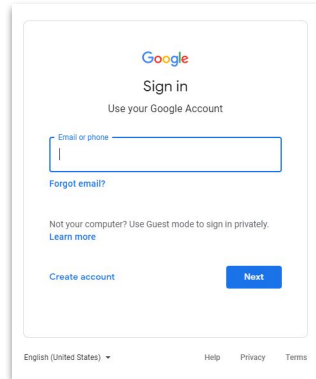 Google
Sign in
Use your Google Account
Email or phone
Forgot email?
Not your computer? Use Guest mode to sign in privately.
Learn more
Create account
Next
English (United States)
Help
Privacy
Terms